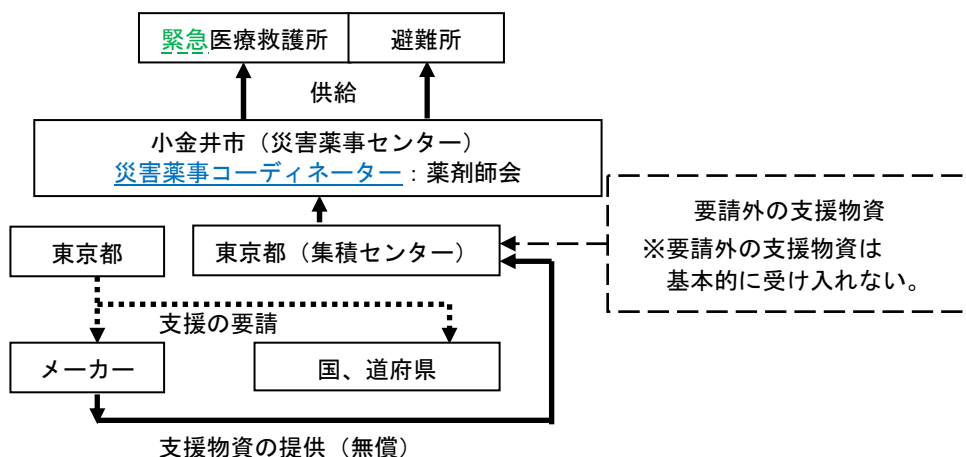 緊急医療救護所
避難所
供給
小金井市（災害薬事センター）
災害薬事コーディネーター：薬剤師会
要請外の支援物資
※要請外の支援物資は
基本的に受け入れない。
東京都
東京都（集積センター）
支援の要請
メーカー
国、道府県
支援物資の提供（無償）